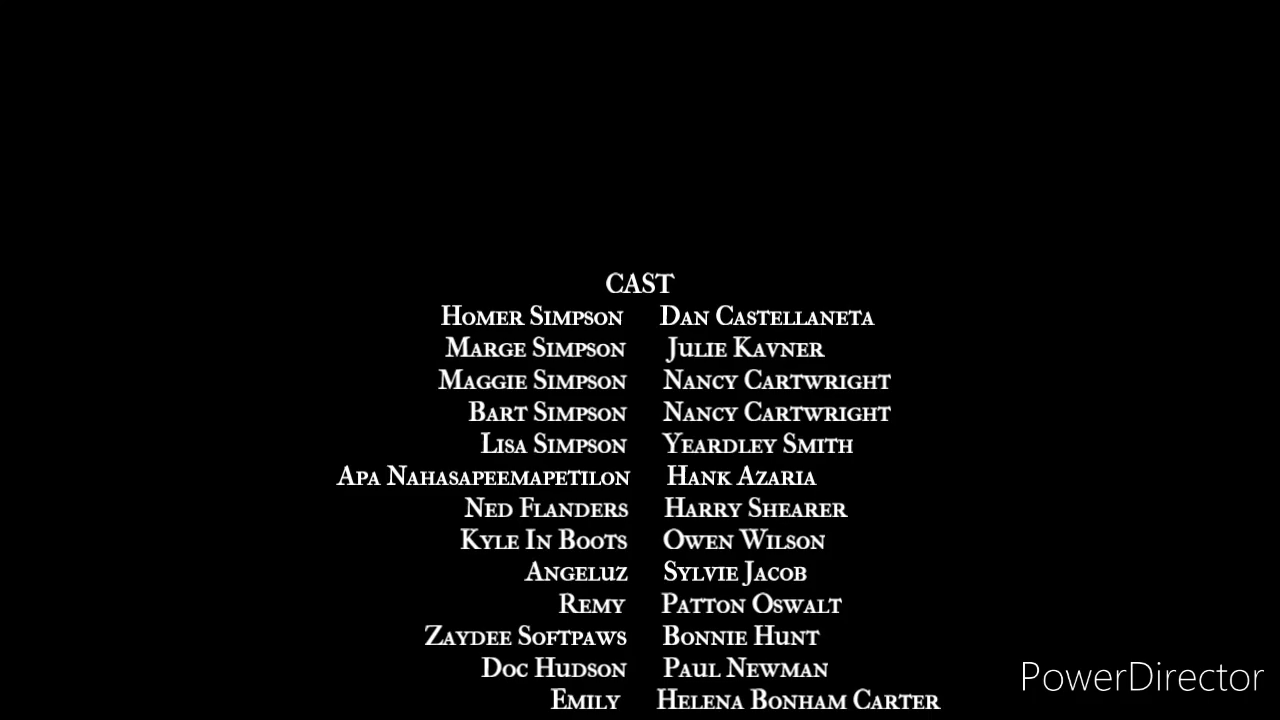 CAST
Homer Simpson Dan Castellaneta
Marge Simpson Julie Kavner
Maggie Simpson Nancy Cartwright
Bart Simpson Nancy Cartwright
Lisa Simpson Yeardley Smith
Apa Nahasapeemapetilon Hank Azaria
Ned Flanders Harry Shearer
Kyle In Boots Owen Wilson
Angeluz Sylvie Jacob
Remy Patton Oswalt
Zaydee Softpaws Bonnie Hunt
Doc Hudson Paul Newman
Emily Helena Bonham Carter
PowerDirector